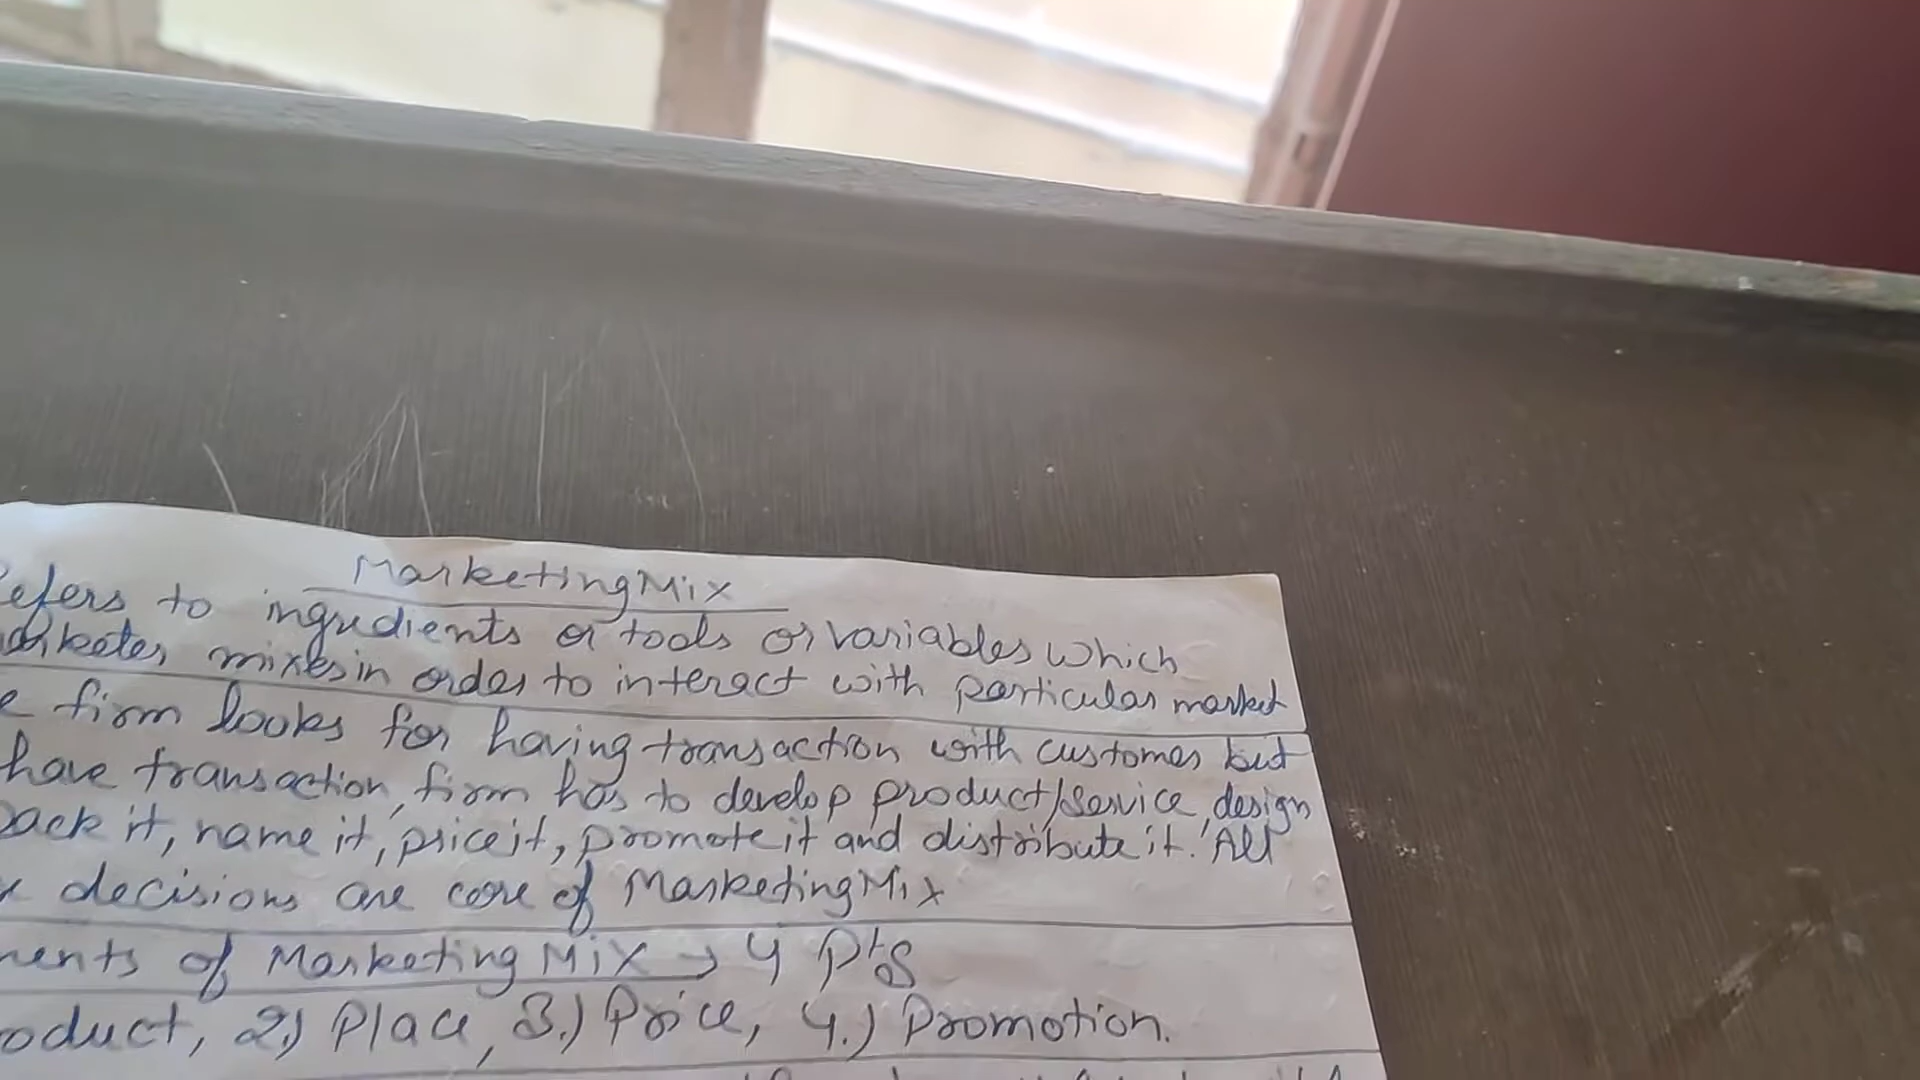 Marketing Mix
efers to ingredients or tools or variables which
arketer mixes in order to interact with particular market
e firm looks for having transaction with customer but
have transaction, firm has to develop product/service, design
pack it, name it, price it, promote it and distribute it. All
decisions are core of Marketing Mix
ments of Marketing Mix → 4 P's
oduct, 2.) Place, 3.) Price, 4.) Promotion.